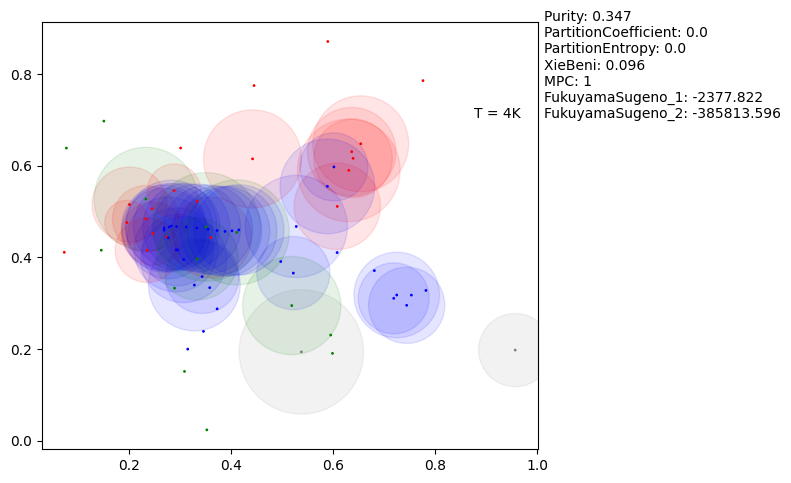 Purity: 0.347
PartitionCoefficient: 0.0
PartitionEntropy: 0.0
XieBeni: 0.096
MPC: 1
FukuyamaSugeno_1: -2377.822
FukuyamaSugeno_2: -385813.596
T = 4K
0.8
0.6
0.4
0.2
0.0
0.2
0.4
0.6
0.8
1.0